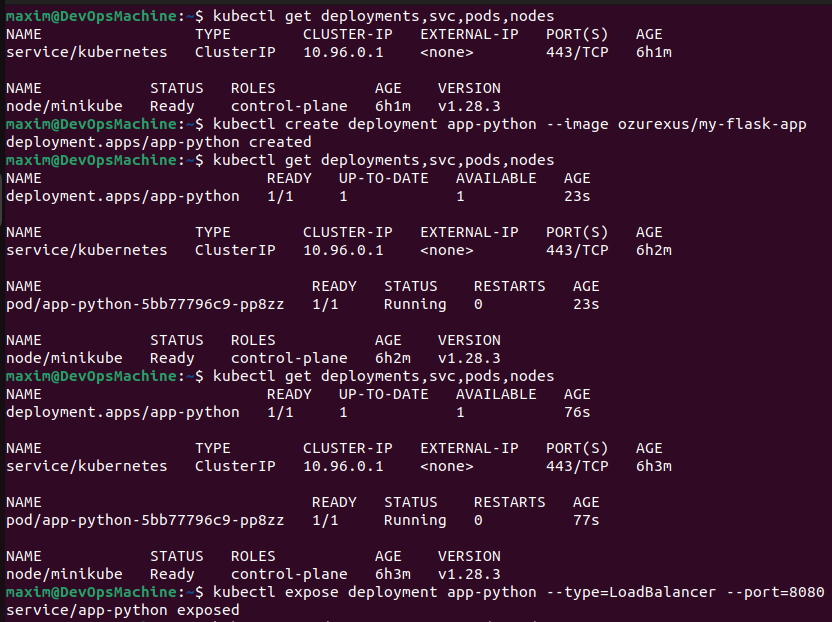 maxim@DevOpsMachine:~$ kubectl get deployments,svc,pods,nodes
NAME                 TYPE        CLUSTER-IP   EXTERNAL-IP   PORT(S)   AGE
service/kubernetes   ClusterIP   10.96.0.1    <none>        443/TCP   6h1m

NAME            STATUS   ROLES           AGE    VERSION
node/minikube   Ready    control-plane   6h1m   v1.28.3
maxim@DevOpsMachine:~$ kubectl create deployment app-python --image ozurexus/my-flask-app
deployment.apps/app-python created
maxim@DevOpsMachine:~$ kubectl get deployments,svc,pods,nodes
NAME                         READY   UP-TO-DATE   AVAILABLE   AGE
deployment.apps/app-python   1/1     1            1           23s

NAME                 TYPE        CLUSTER-IP   EXTERNAL-IP   PORT(S)   AGE
service/kubernetes   ClusterIP   10.96.0.1    <none>        443/TCP   6h2m

NAME                              READY   STATUS    RESTARTS   AGE
pod/app-python-5bb77796c9-pp8zz   1/1     Running   0          23s

NAME            STATUS   ROLES           AGE    VERSION
node/minikube   Ready    control-plane   6h2m   v1.28.3
maxim@DevOpsMachine:~$ kubectl get deployments,svc,pods,nodes
NAME                         READY   UP-TO-DATE   AVAILABLE   AGE
deployment.apps/app-python   1/1     1            1           76s

NAME                 TYPE        CLUSTER-IP   EXTERNAL-IP   PORT(S)   AGE
service/kubernetes   ClusterIP   10.96.0.1    <none>        443/TCP   6h3m

NAME                              READY   STATUS    RESTARTS   AGE
pod/app-python-5bb77796c9-pp8zz   1/1     Running   0          77s

NAME            STATUS   ROLES           AGE    VERSION
node/minikube   Ready    control-plane   6h3m   v1.28.3
maxim@DevOpsMachine:~$ kubectl expose deployment app-python --type=LoadBalancer --port=8080
service/app-python exposed